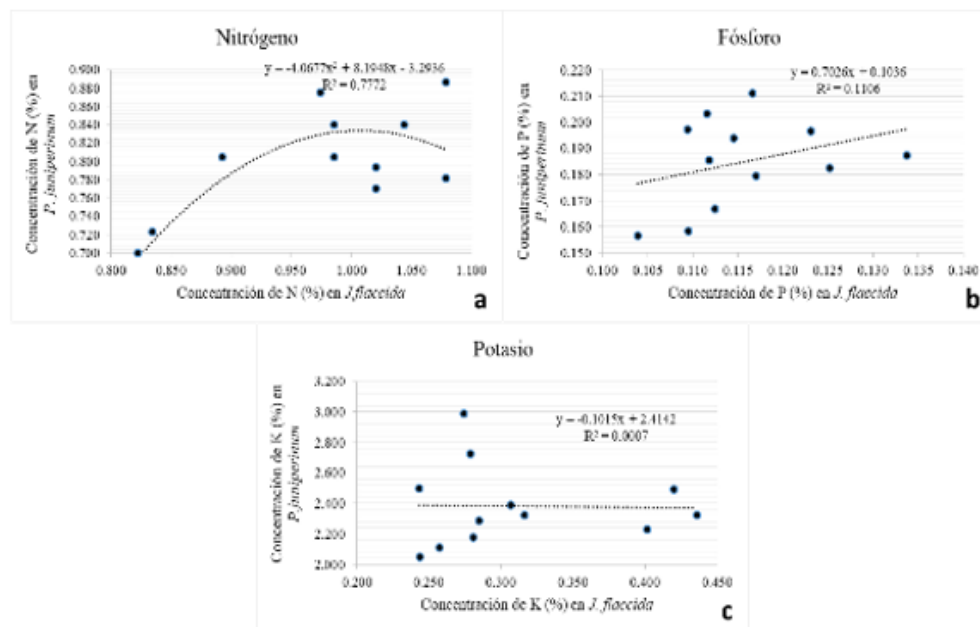 Nitrógeno
y = -4.0677x² + 8.1948x - 3.2936
R² = 0.7772
Concentración de N (%) en
P. juniperinum
0.900
0.880
0.860
0.840
0.820
0.800
0.780
0.760
0.740
0.720
0.700
0.800 0.850 0.900 0.950 1.000 1.050 1.100
Concentración de N (%) en J.flaccida
a
Fósforo
y = 0.7026x + 0.1036
R² = 0.1106
Concentración de P (%) en
P. juniperinum
0.220
0.210
0.200
0.190
0.180
0.170
0.160
0.150
0.100 0.105 0.110 0.115 0.120 0.125 0.130 0.135 0.140
Concentración de P (%) en J. flaccida
b
Potasio
y = -0.1015x + 2.4142
R² = 0.0007
Concentración de K (%) en
P.juniperinum
3.200
3.000
2.800
2.600
2.400
2.200
2.000
0.200 0.250 0.300 0.350 0.400 0.450
Concentración de K (%) en J. flaccida
c